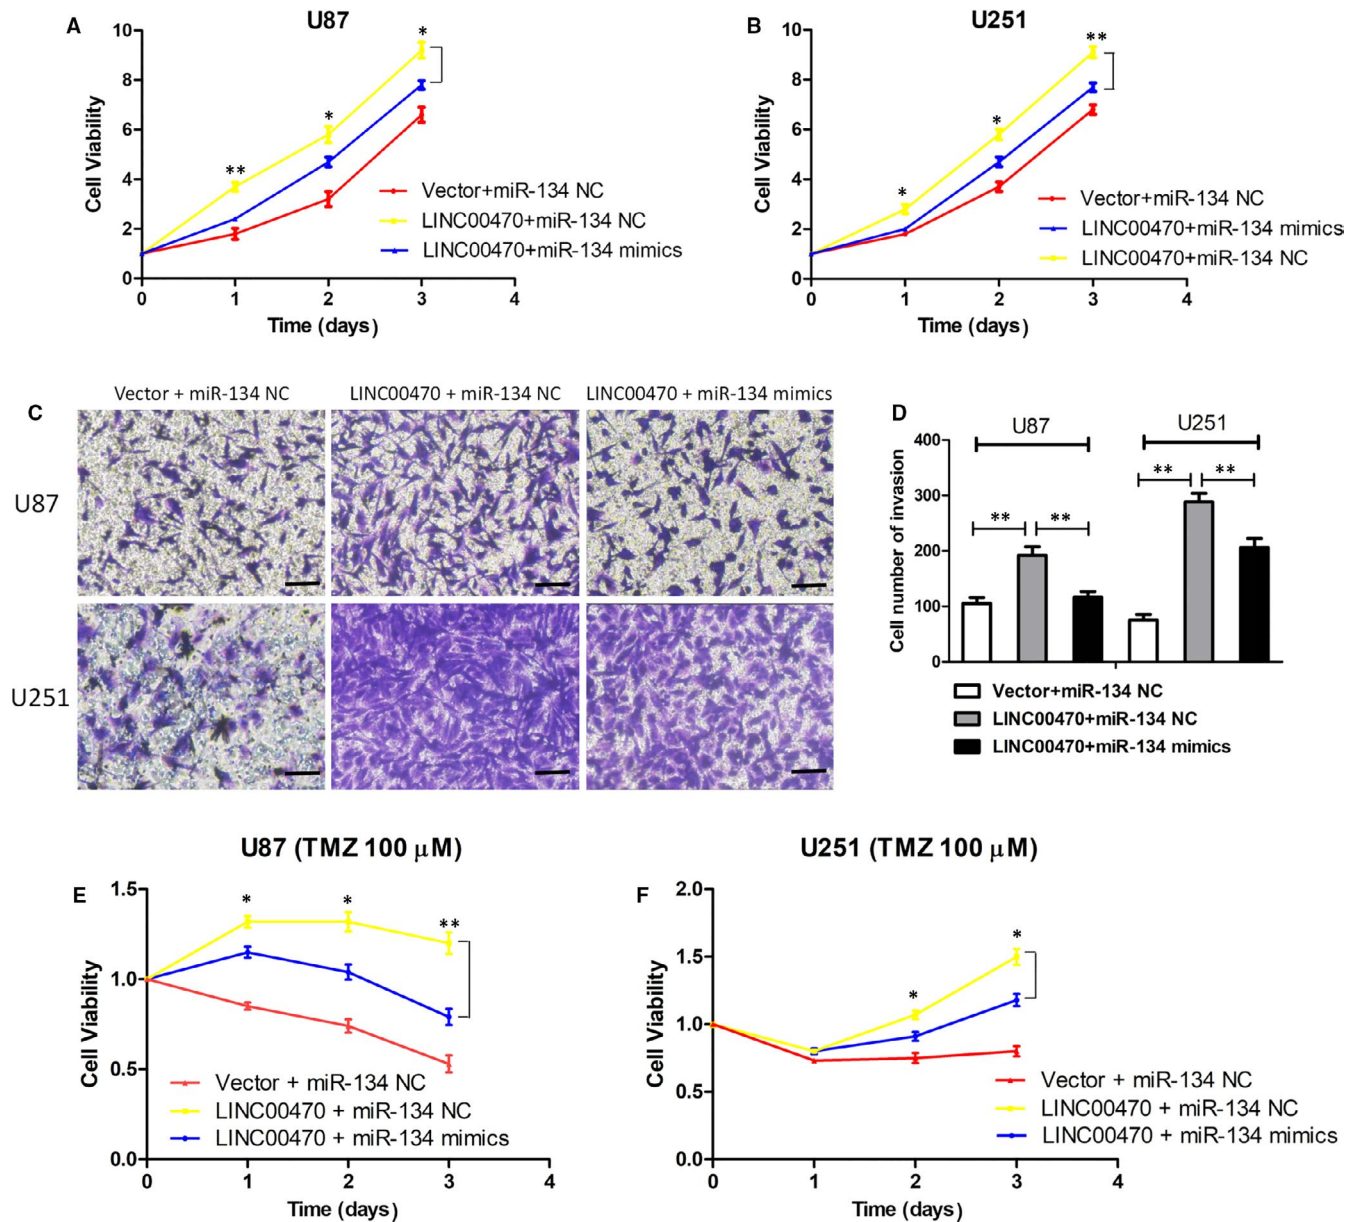 A
U87
**
*
*
10
8
6
4
2
0
Cell Viability
Vector+miR-134 NC
LINC00470+miR-134 NC
LINC00470+miR-134 mimics
0 1 2 3 4
Time (days)
B
U251
*
*
**
10
8
6
4
2
0
Cell Viability
Vector+miR-134 NC
LINC00470+miR-134 mimics
LINC00470+miR-134 NC
0 1 2 3 4
Time (days)
C
Vector + miR-134 NC
LINC00470 + miR-134 NC
LINC00470 + miR-134 mimics
U87
U251
D
U87
U251
** ** ** **
400
300
200
100
0
Cell number of invasion
Vector+miR-134 NC
LINC00470+miR-134 NC
LINC00470+miR-134 mimics
U87 (TMZ 100 μM)
E
*
*
**
1.5
1.0
0.5
0.0
Cell Viability
Vector + miR-134 NC
LINC00470 + miR-134 NC
LINC00470 + miR-134 mimics
0 1 2 3 4
Time (days)
U251 (TMZ 100 μM)
F
*
*
2.0
1.5
1.0
0.5
0.0
Cell Viability
Vector + miR-134 NC
LINC00470 + miR-134 NC
LINC00470 + miR-134 mimics
0 1 2 3 4
Time (days)